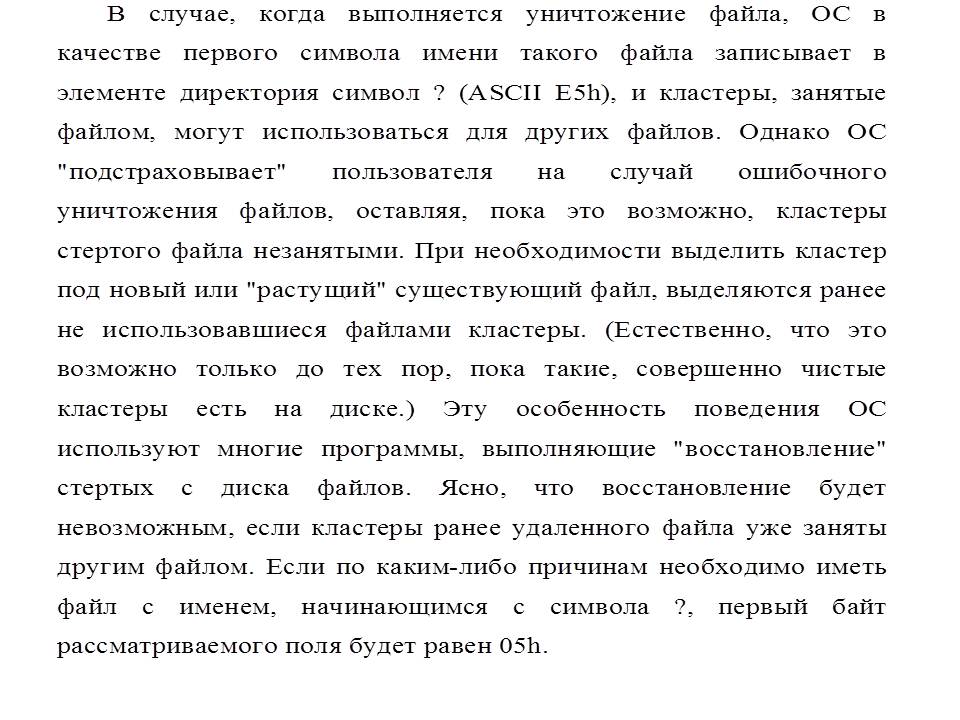 В случае, когда выполняется уничтожение файла, ОС в
качестве первого символа имени такого файла записывает в
элементе директория символ ? (ASCII E5h), и кластеры, занятые
файлом, могут использоваться для других файлов. Однако ОС
"подстраховывает" пользователя на случай ошибочного
уничтожения файлов, оставляя, пока это возможно, кластеры
стертого файла незанятыми. При необходимости выделить кластер
под новый или "растущий" существующий файл, выделяются ранее
не использовавшиеся файлами кластеры. (Естественно, что это
возможно только до тех пор, пока такие, совершенно чистые
кластеры есть на диске.) Эту особенность поведения ОС
используют многие программы, выполняющие "восстановление"
стертых с диска файлов. Ясно, что восстановление будет
невозможным, если кластеры ранее удаленного файла уже заняты
другим файлом. Если по каким-либо причинам необходимо иметь
файл с именем, начинающимся с символа ?, первый байт
рассматриваемого поля будет равен 05h.